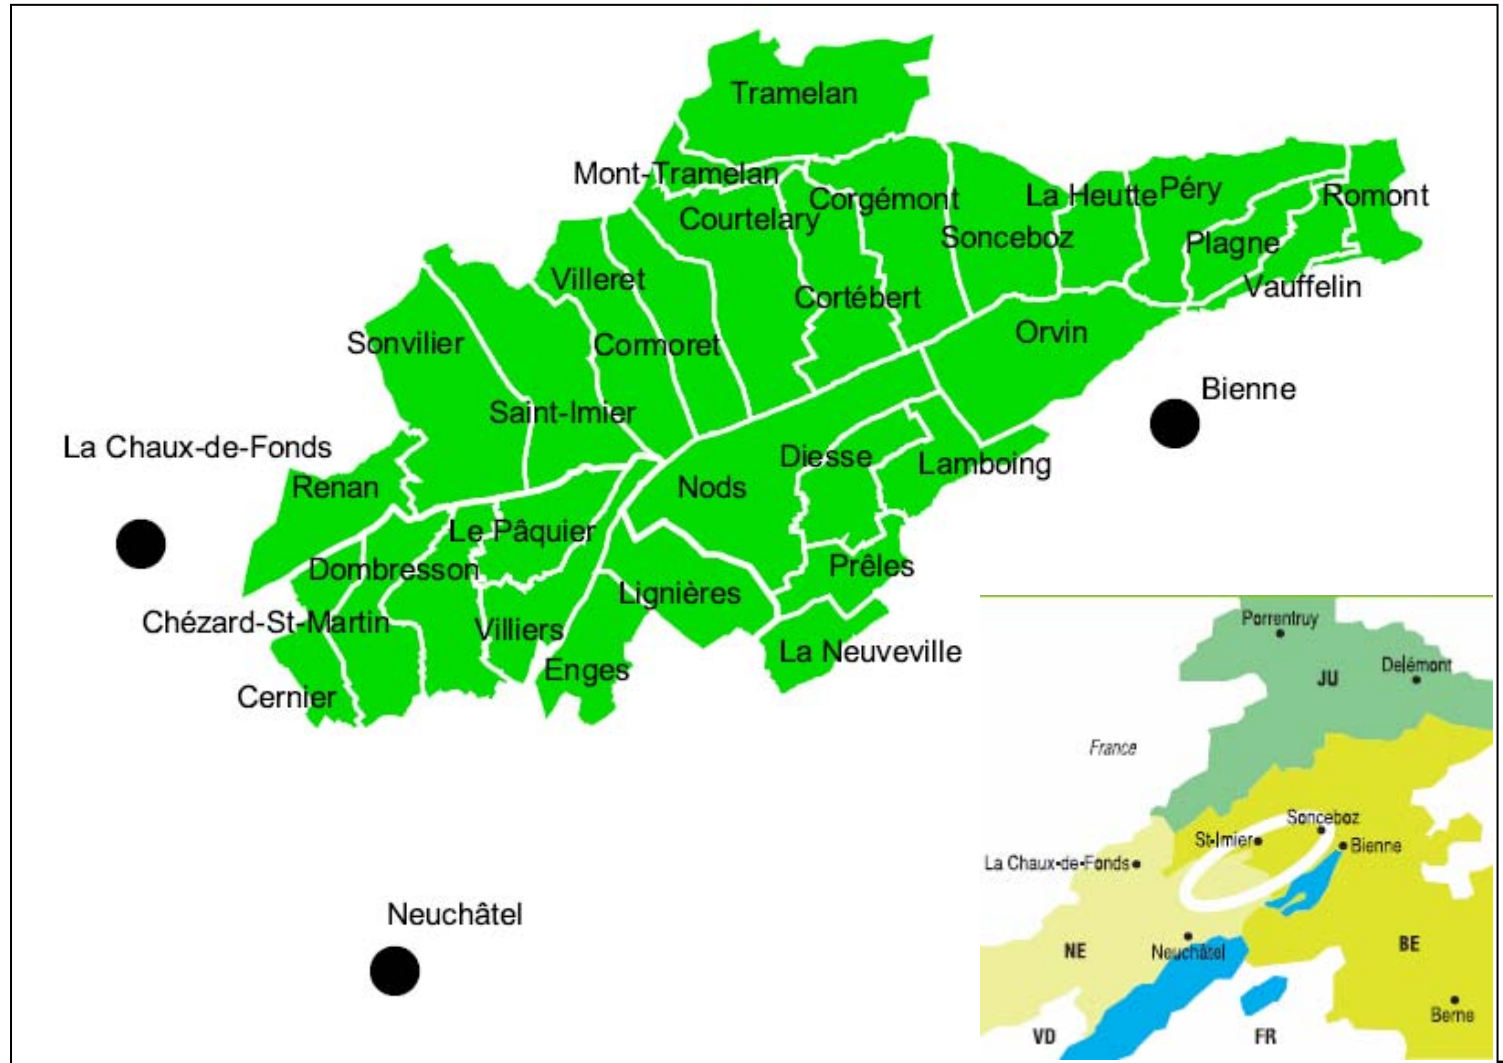 Tramelan
Mont-Tramelan
Courtelary
Corgémont
La Heutte
Péry
Romont
Sonceboz
Plagne
Villeret
Cortébert
Vauffelin
Sonvilier
Cormoret
Orvin
Bienne
Saint-Imier
La Chaux-de-Fonds
Diesse
Lamboing
Renan
Nods
Le Pâquier
Dombresson
Prêles
Lignières
Chézard-St-Martin
Villiers
La Neuveville
Enges
Cernier
Neuchâtel
Porrentruy
Delémont
JU
France
Sonceboz
St-Imier
Bienne
La Chaux-de-Fonds
NE
Neuchâtel
BE
Berne
VD
FR